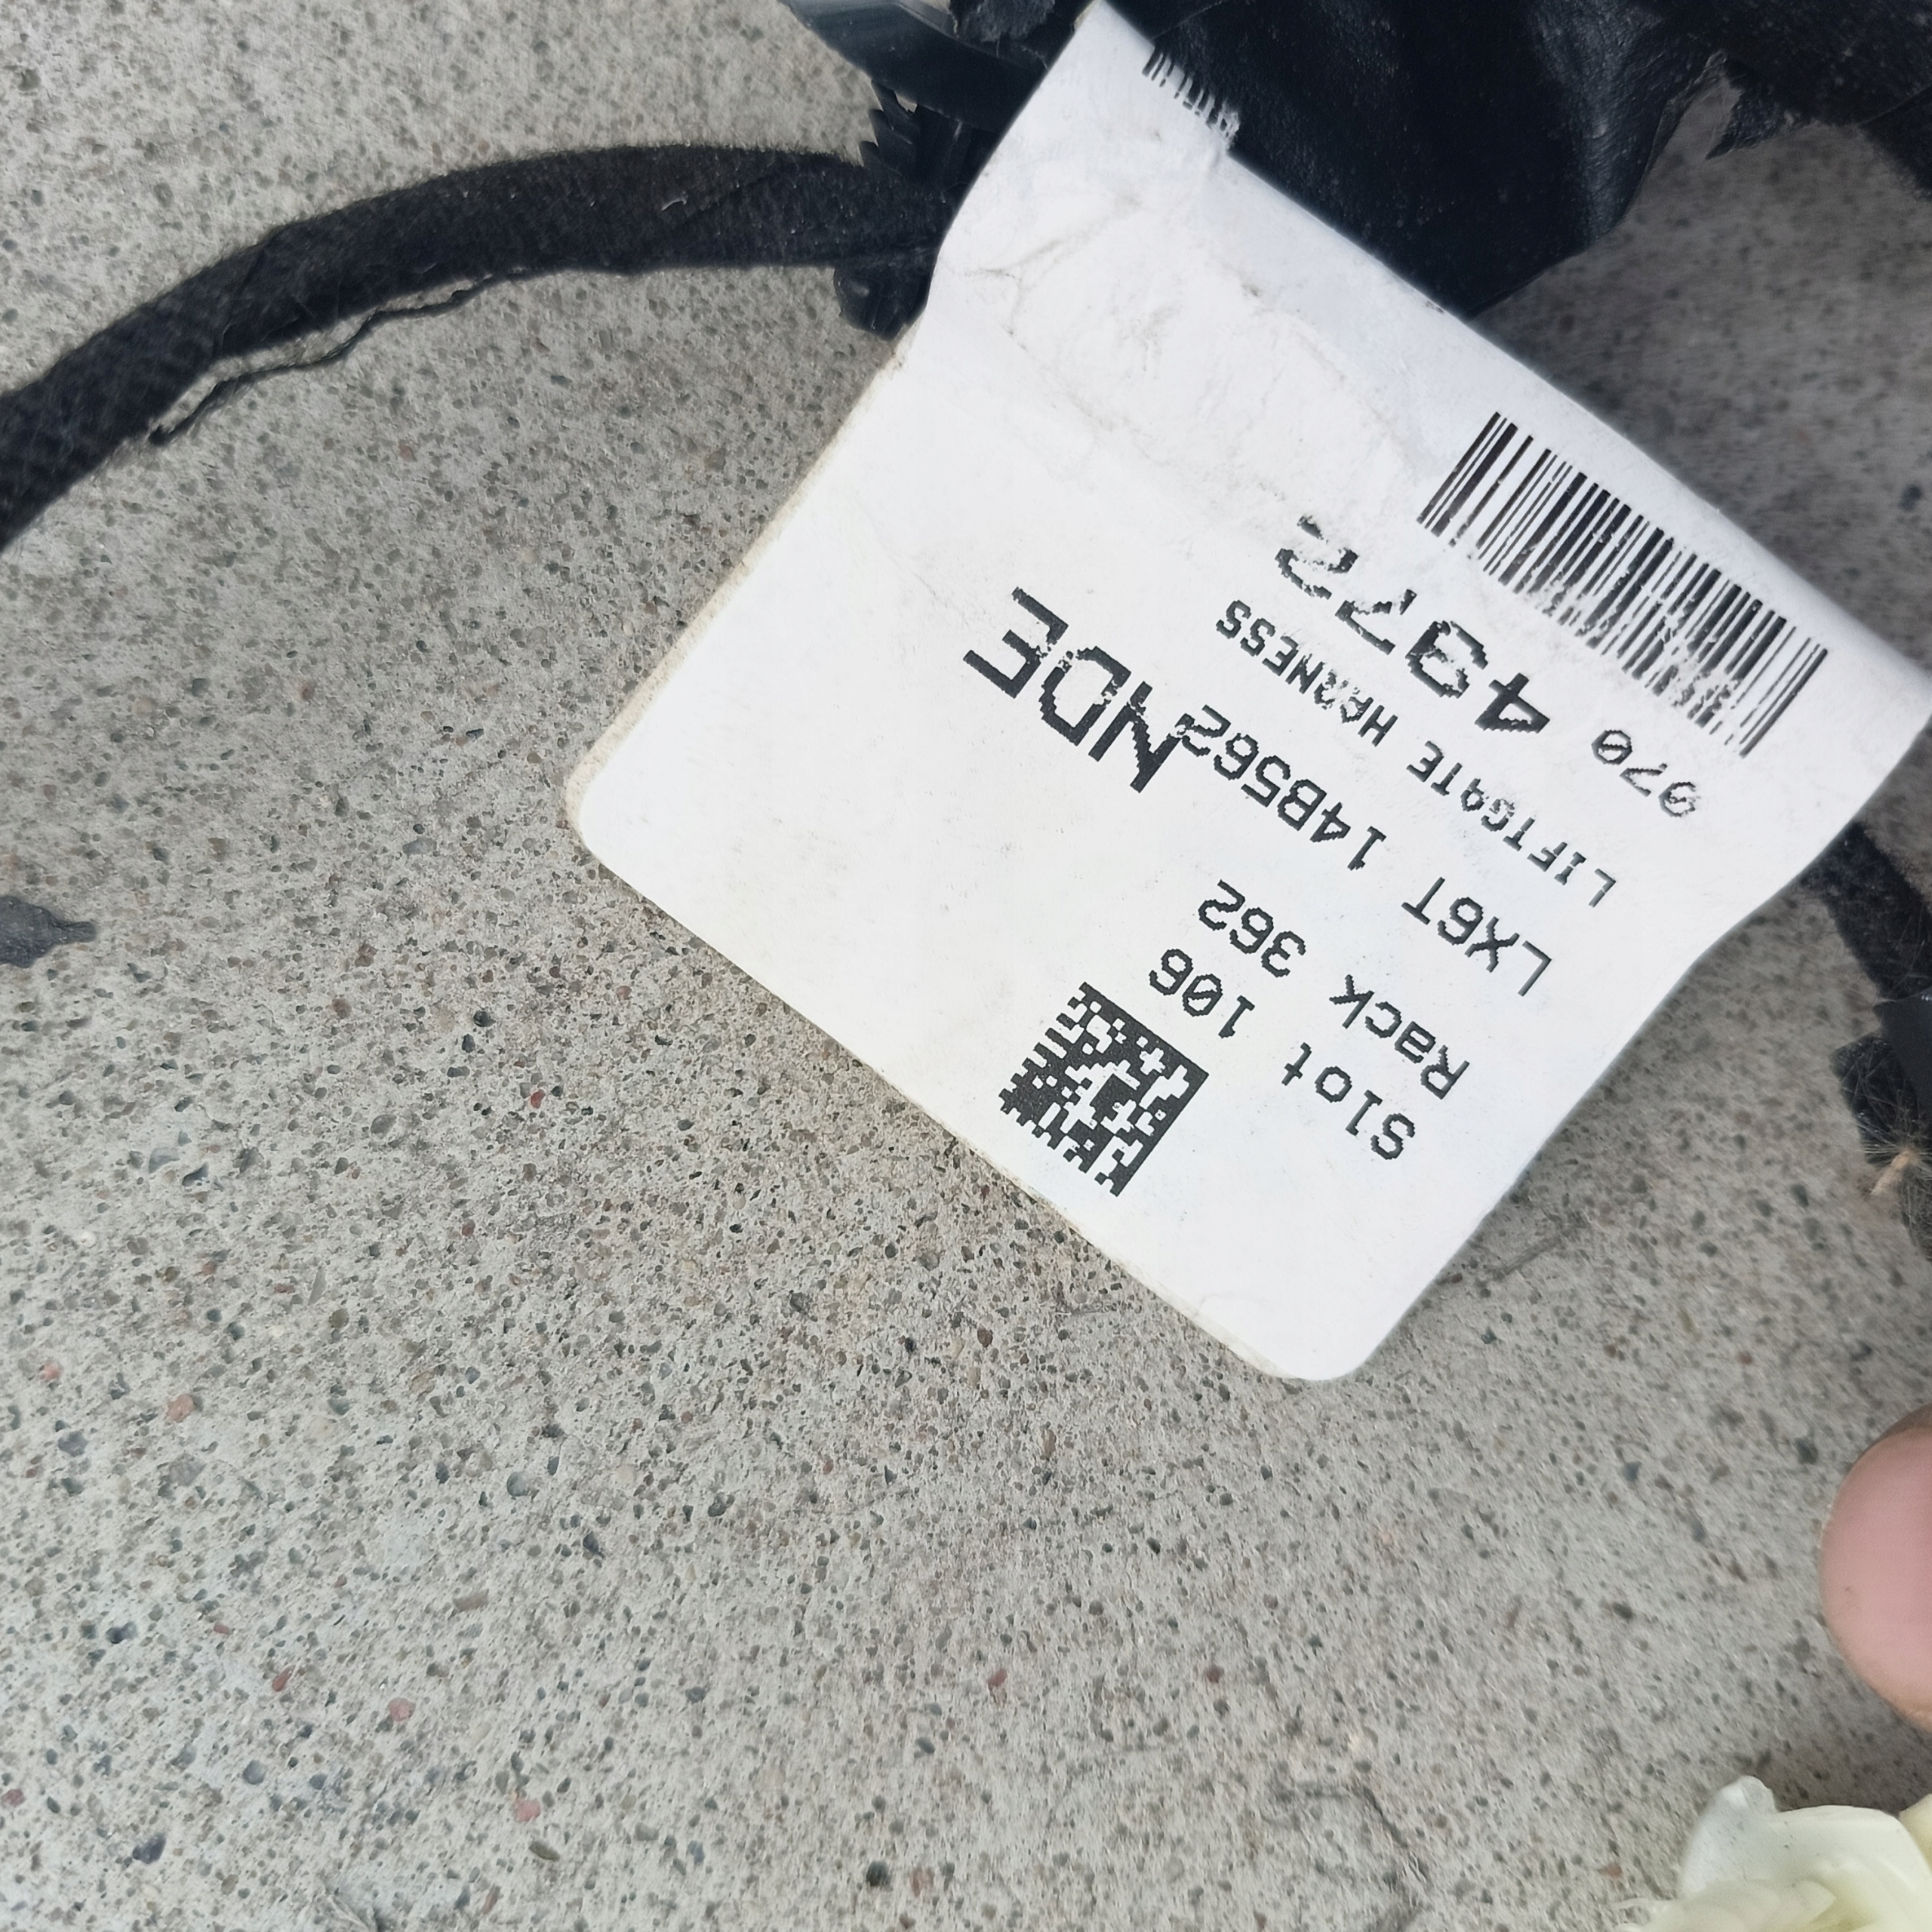 970 4372
LIFTGATE HARNESS
LX6T 14B562 NDE
Rack 362
Slot 106